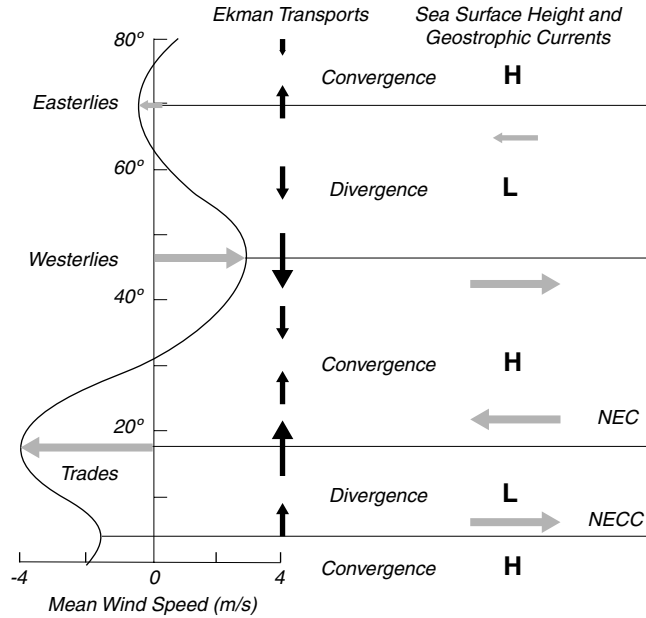 Ekman Transports
Sea Surface Height and
Geostrophic Currents
80º
Convergence H
Easterlies
60º
Divergence L
Westerlies
40º
Convergence H
20º
NEC
Trades
Divergence L
NECC
Convergence H
-4 0 4
Mean Wind Speed (m/s)